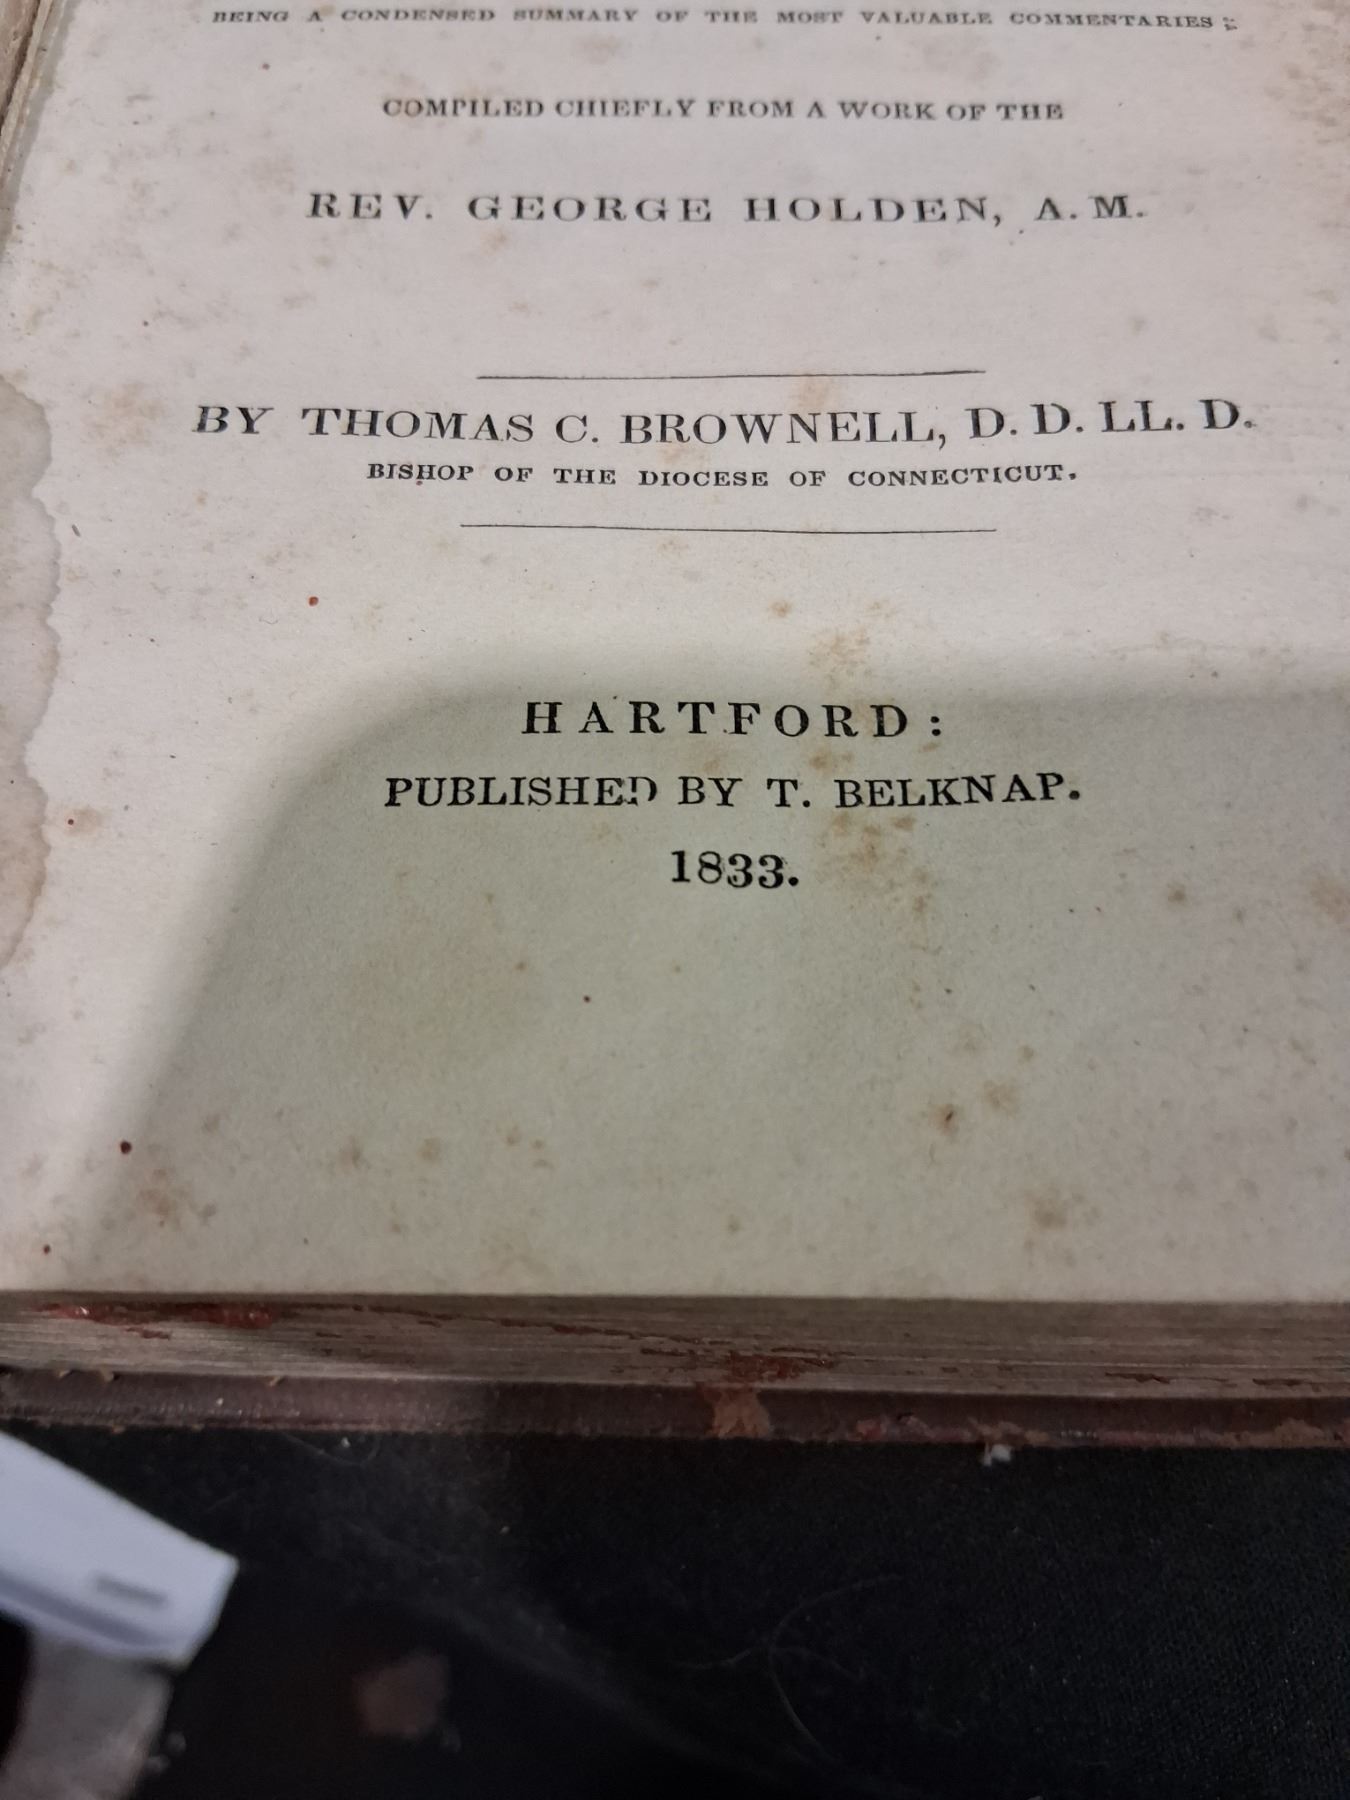 BEING A CONDENSED SUMMARY OF THE MOST VALUABLE COMMENTARIES;
COMPILED CHIEFLY FROM A WORK OF THE
REV. GEORGE HOLDEN, A. M.
BY THOMAS C. BROWNELL, D. D. LL. D.
BISHOP OF THE DIOCESE OF CONNECTICUT.
HARTFORD:
PUBLISHED BY T. BELKNAP.
1833.